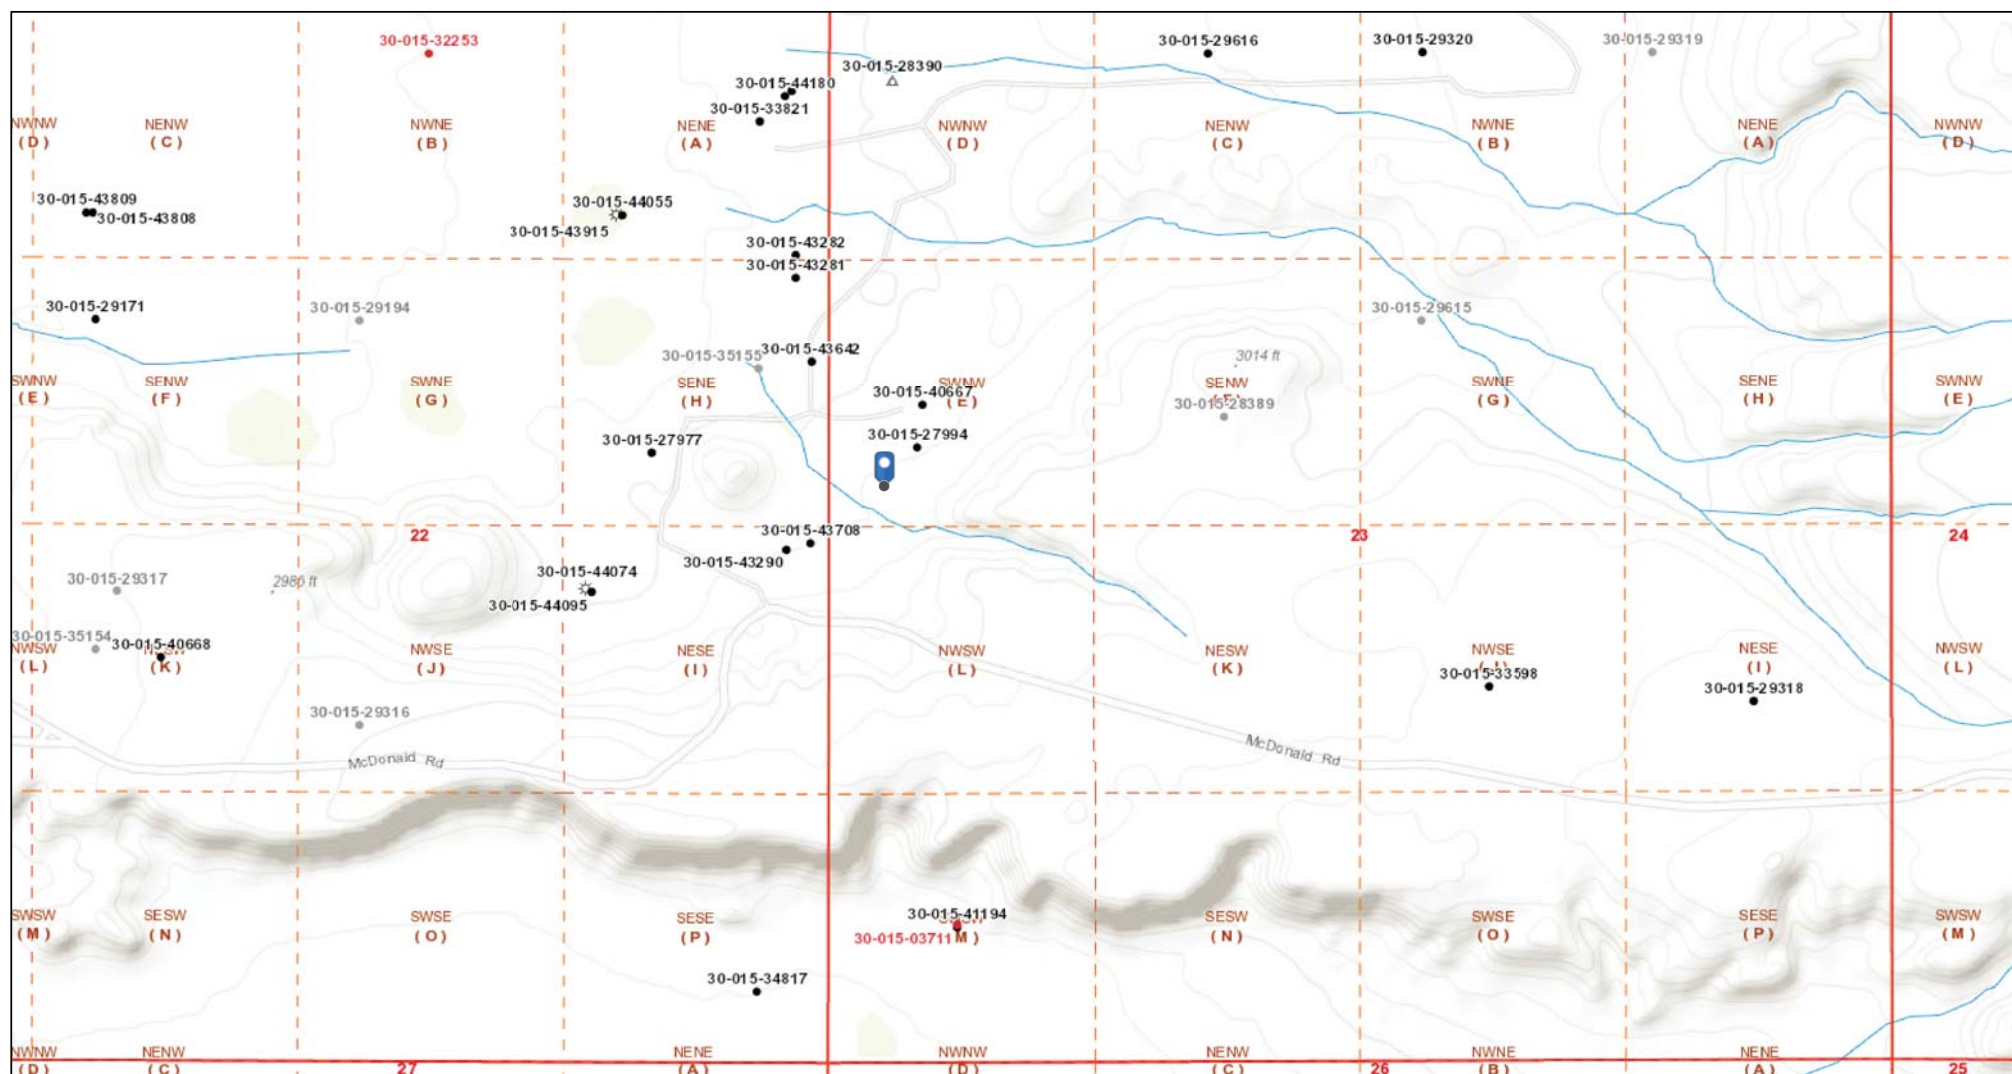 30-015-32253
30-015-29616
30-015-29320
30-015-29319
30-015-28390
30-015-44180
30-015-33821
NWNW
(D)
NENW
(C)
NWNE
(B)
NENE
(A)
NWNW
(D)
NENW
(C)
NWNE
(B)
NENE
(A)
NWNW
(D)
30-015-43809
30-015-43808
30-015-44055
30-015-43915
30-015-43282
30-015-43281
30-015-29171
30-015-29194
30-015-29615
30-015-35155
30-015-43642
3014 ft
SWNW
(E)
SENW
(F)
SWNE
(G)
SENE
(H)
SWNW
(E)
30-015-40667
SENW
30-015-28389
SWNE
(G)
SENE
(H)
SWNW
(E)
30-015-27977
30-015-27994
22
30-015-43708
23
24
30-015-43290
30-015-29317
2986 ft
30-015-44074
30-015-44095
30-015-35154
30-015-40668
NWSW
(L)
(K)
NWSE
(J)
NESE
(I)
NWSW
(L)
NESW
(K)
NWSE
30-015-33598
NESE
(I)
30-015-29318
NWSW
(L)
30-015-29316
McDonald Rd
McDonald Rd
SWSW
(M)
SESW
(N)
SWSE
(O)
SESE
(P)
30-015-41194
30-015-03711
M)
SESW
(N)
SWSE
(O)
SESE
(P)
SWSW
(M)
30-015-34817
NWNW
(D)
NENW
(C)
27
NENE
(A)
NWNW
(D)
NENW
(C)
26
NWNE
(B)
NENE
(A)
25